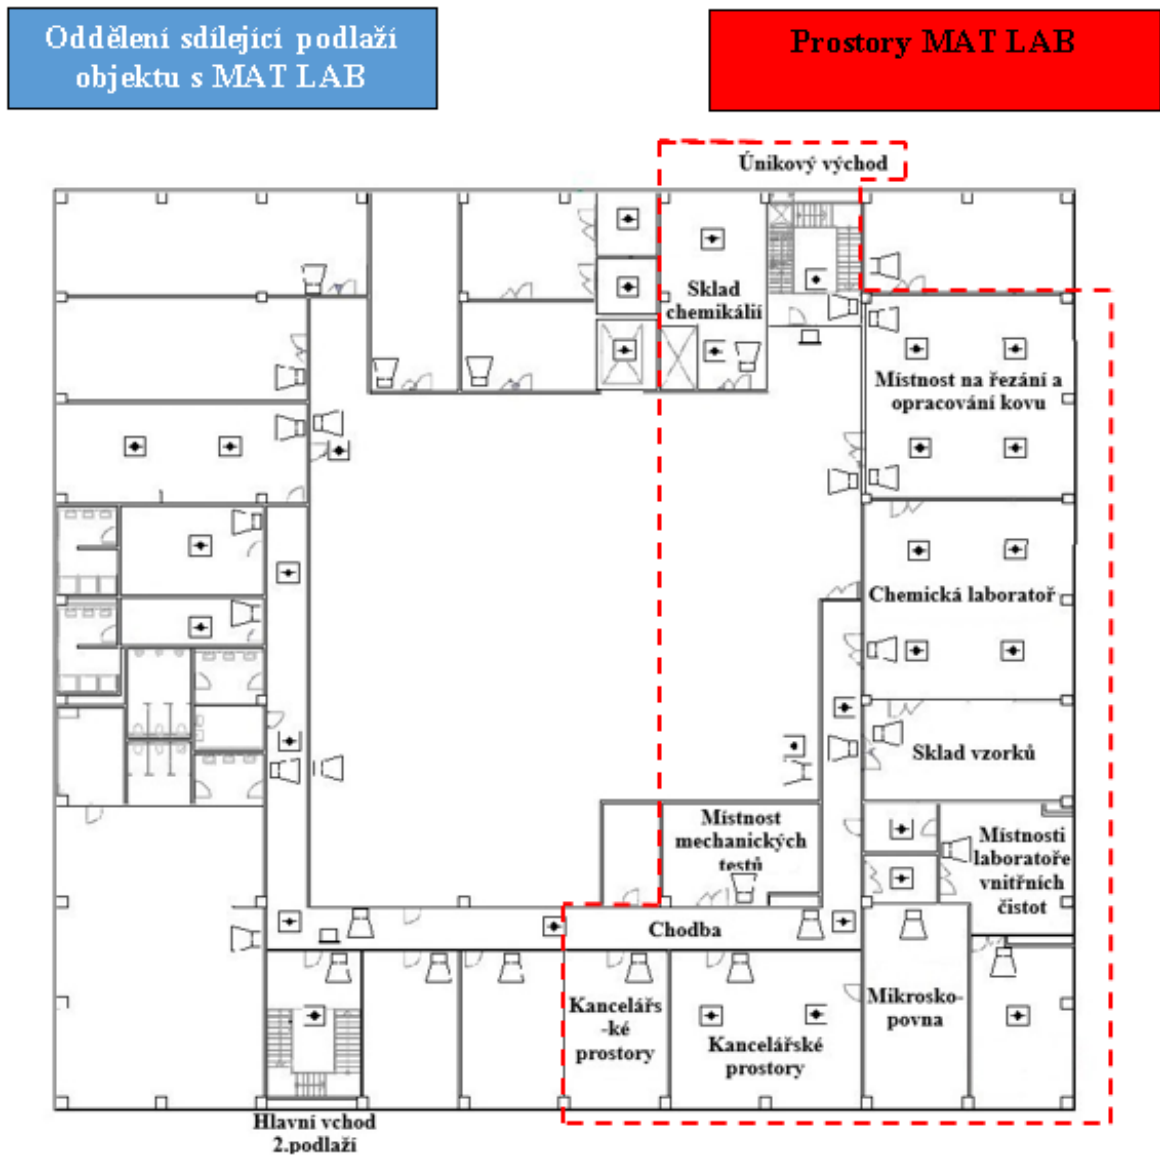 Oddělení sdílející podlaží
objektu s MAT LAB
Prostory MAT LAB
Únikový východ
Sklad
chemikálií
Místnost na řezání a
opracování kovu
Chemická laboratoř
Sklad vzorků
Místnost
mechanických
testů
Místnosti
laboratoře
vnitřních
čistot
Chodba
Kancelářs
-ké
prostory
Kancelářské
prostory
Mikrosko-
povna
Hlavní vchod
2.podlaží